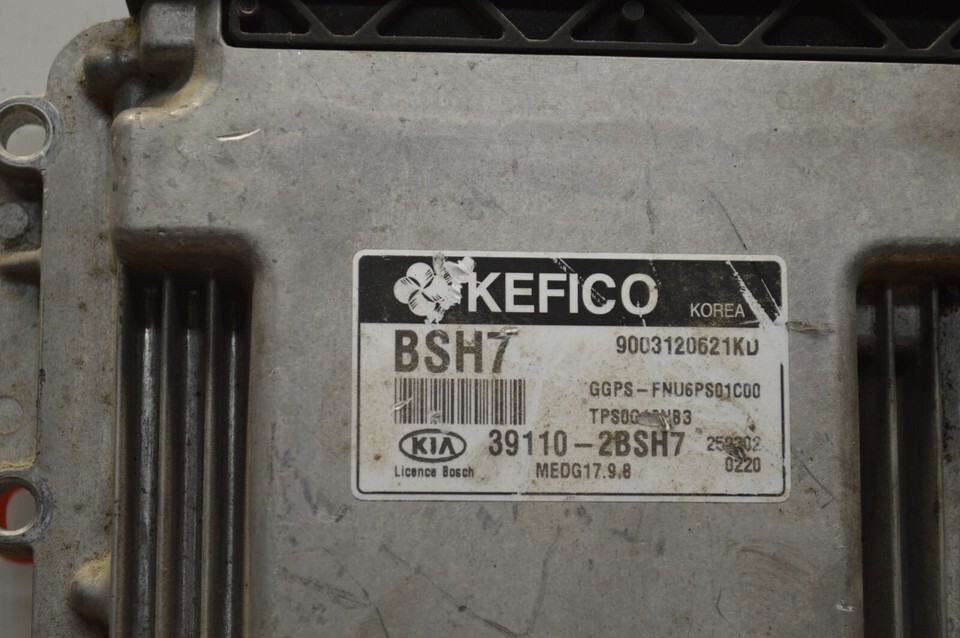 KEFICO KOREA
BSH7 9003120621KD
GGPS-FNU6PS01C00
KIA 39110-2BSH7
Licence Bosch MEDG17.9.8 0220